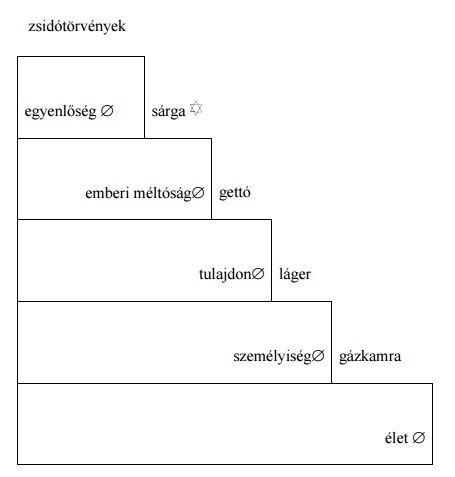 zsidótörvények
egyenlőség ∅ sárga ✡
emberi méltóság∅ gettó
tulajdon∅ láger
személyiség∅ gázkamra
élet ∅